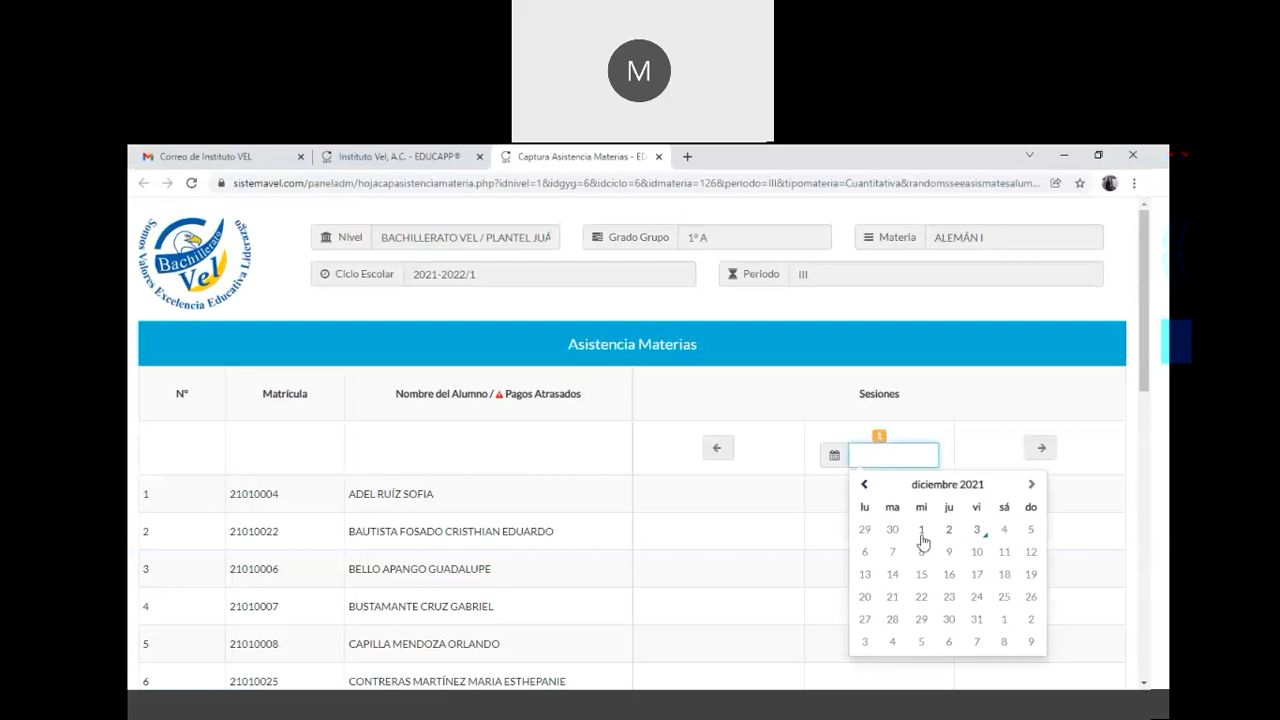 M
Correo de Instituto VEL
Instituto Vel, A.C. - EDUCAPP®
Captura Asistencia Materias - ED
sistemavel.com/paneladm/hojacapasistenciamateria.php?idnivel=1&idgyg=6&idciclo=6&idmateria=126&periodo=III&tipomateria=Cuantitativa&randomsseeasismatesalum...
Somos Valores Excelencia Educativa Liderazgo
Bachillerato
Vel
Nivel BACHILLERATO VEL / PLANTEL JUÁ
Grado Grupo 1º A
Materia ALEMÁN I
Ciclo Escolar 2021-2022/1
Periodo III
Asistencia Materias
N° Matrícula Nombre del Alumno / Pagos Atrasados Sesiones
1
diciembre 2021
lu ma mi ju vi sá do
29 30 1 2 3 4 5
6 7 8 9 10 11 12
13 14 15 16 17 18 19
20 21 22 23 24 25 26
27 28 29 30 31 1 2
3 4 5 6 7 8 9
1 21010004 ADEL RUÍZ SOFIA
2 21010022 BAUTISTA FOSADO CRISTHIAN EDUARDO
3 21010006 BELLO APANGO GUADALUPE
4 21010007 BUSTAMANTE CRUZ GABRIEL
5 21010008 CAPILLA MENDOZA ORLANDO
6 21010025 CONTRERAS MARTÍNEZ MARIA ESTHEPANIE